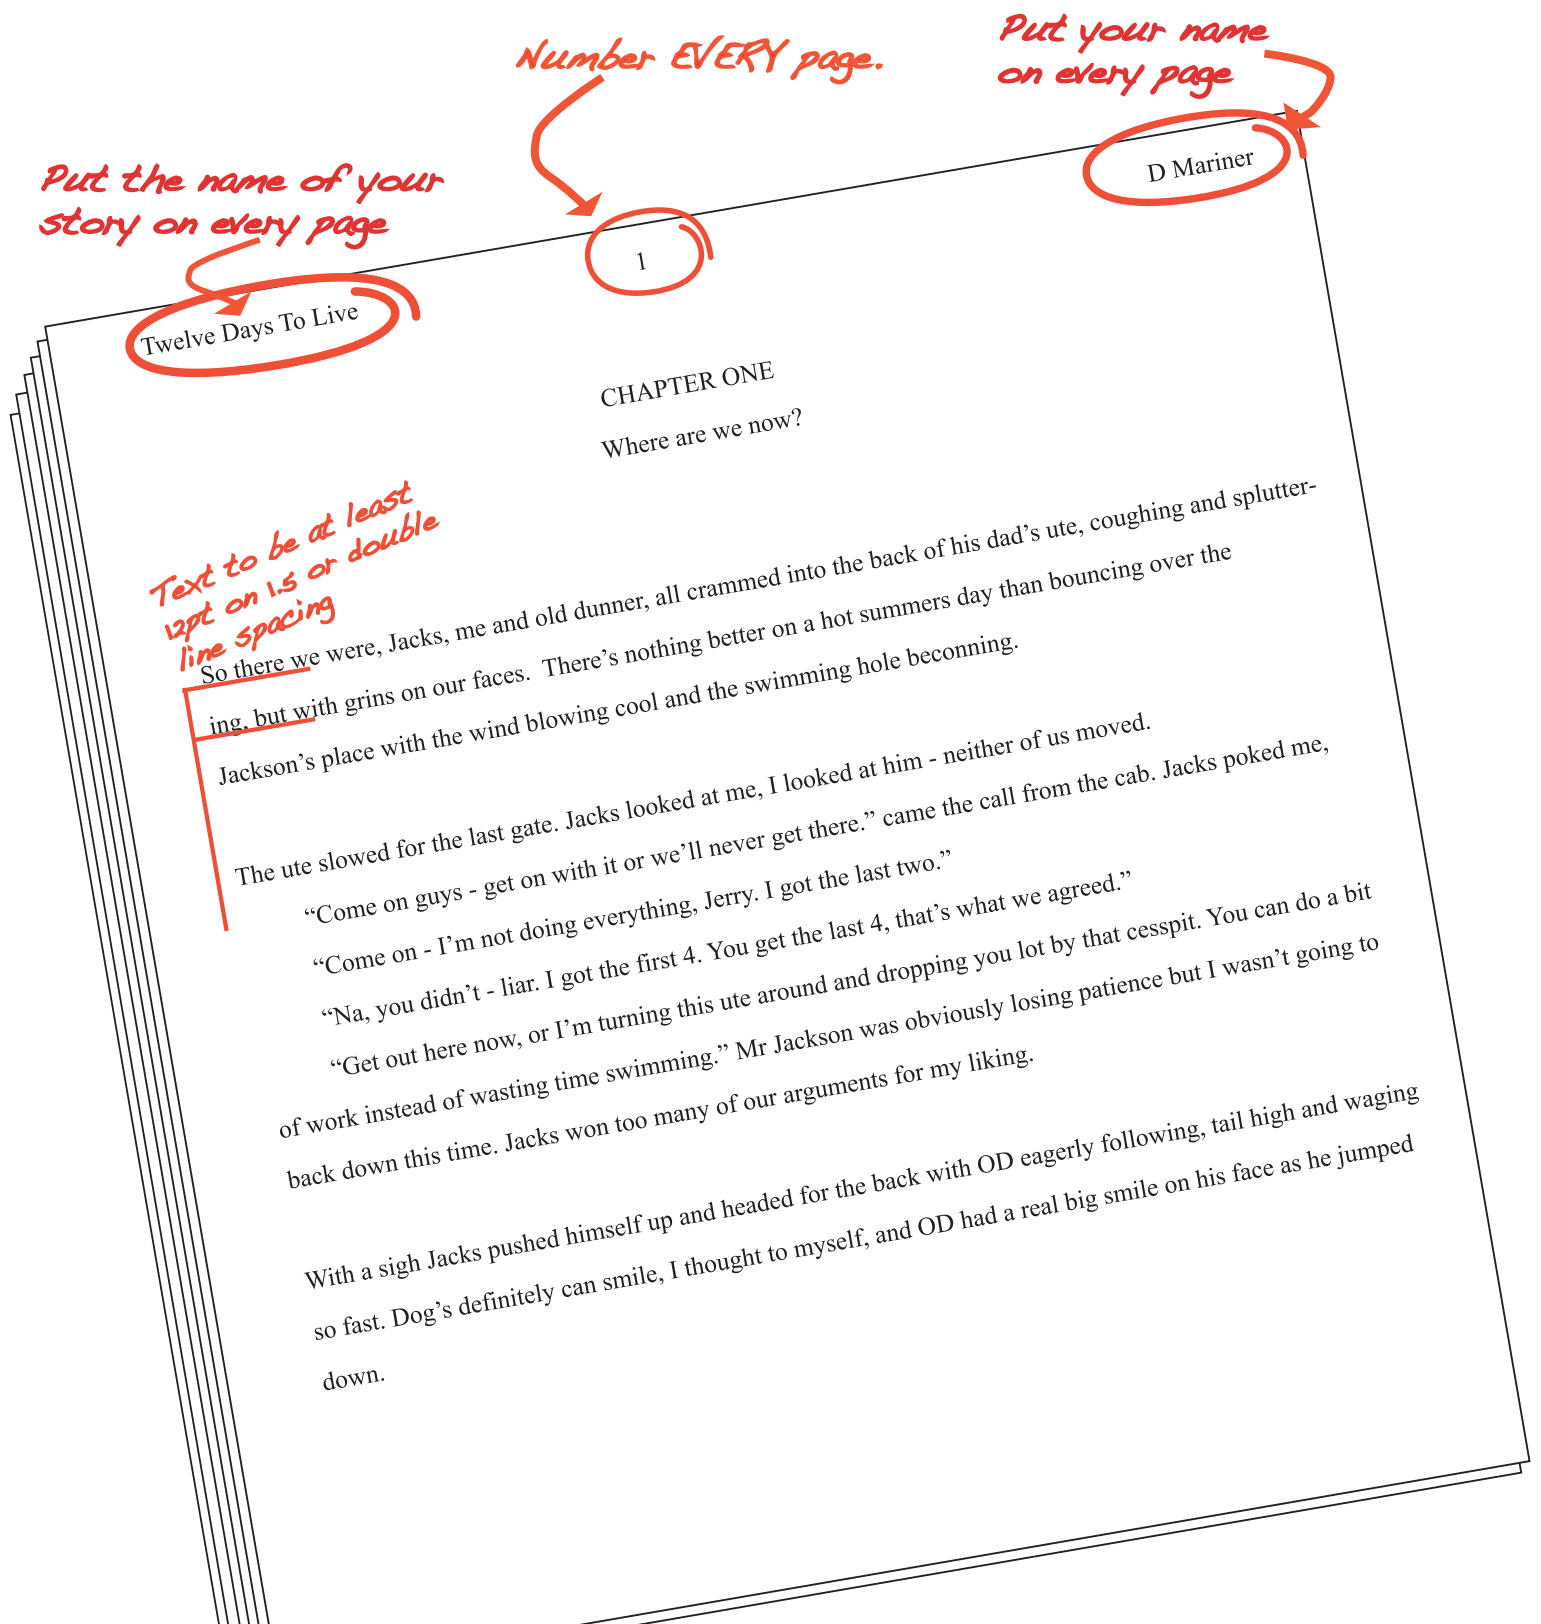 Put your name
on every page
Number EVERY page.
Put the name of your
story on every page
D Mariner
1
Twelve Days To Live
CHAPTER ONE
Where are we now?
Text to be at least
12pt on 1.5 or double
line spacing
So there we were, Jacks, me and old dunner, all crammed into the back of his dad’s ute, coughing and splutter-
ing, but with grins on our faces.  There’s nothing better on a hot summers day than bouncing over the
Jackson’s place with the wind blowing cool and the swimming hole beconning.
The ute slowed for the last gate. Jacks looked at me, I looked at him - neither of us moved.
“Come on guys - get on with it or we’ll never get there.” came the call from the cab. Jacks poked me,
“Come on - I’m not doing everything, Jerry. I got the last two.”
“Na, you didn’t - liar. I got the first 4. You get the last 4, that’s what we agreed.”
“Get out here now, or I’m turning this ute around and dropping you lot by that cesspit. You can do a bit
of work instead of wasting time swimming.” Mr Jackson was obviously losing patience but I wasn’t going to
back down this time. Jacks won too many of our arguments for my liking.
With a sigh Jacks pushed himself up and headed for the back with OD eagerly following, tail high and waging
so fast. Dog’s definitely can smile, I thought to myself, and OD had a real big smile on his face as he jumped
down.